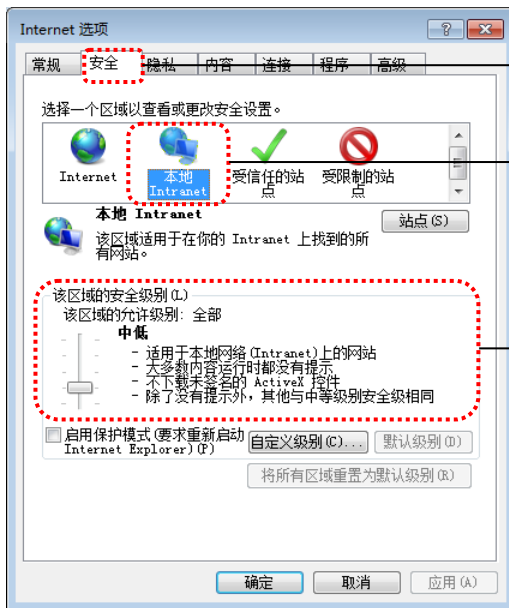 Internet 选项
常规 安全 隐私 内容 连接 程序 高级
选择一个区域以查看或更改安全设置。
Internet 本地 Intranet 受信任的站点 受限制的站点
本地 Intranet
站点(S)
该区域适用于在你的 Intranet 上找到的所
有网站。
该区域的安全级别(L)
该区域的允许级别: 全部
中低
- 适用于本地网络(Intranet)上的网站
- 大多数内容运行时都没有提示
- 不下载未签名的 ActiveX 控件
- 除了没有提示外，其他与中等级别安全级相同
启用保护模式(要求重新启动
Internet Explorer)(P)
自定义级别(C)... 默认级别(D)
将所有区域重置为默认级别(R)
确定 取消 应用(A)